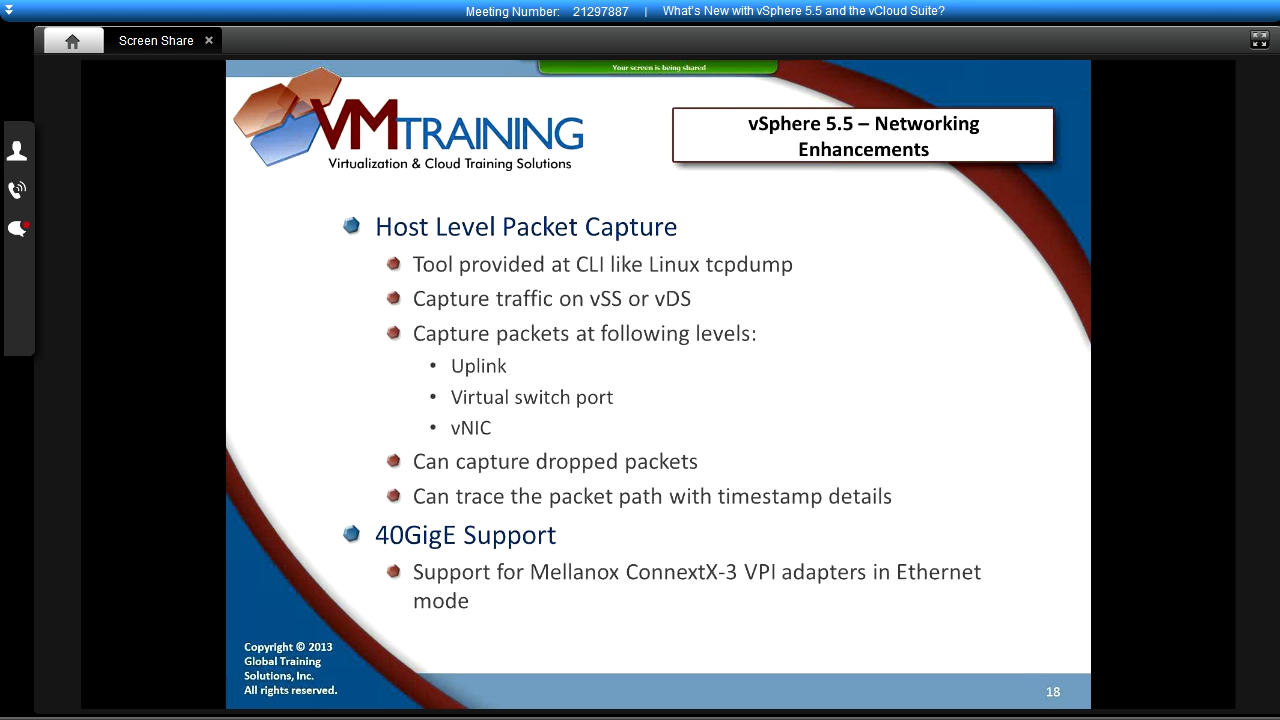 Meeting Number: 21297887 | What's New with vSphere 5.5 and the vCloud Suite?
Screen Share ×
Your screen is being shared
VMTRAINING
Virtualization & Cloud Training Solutions
vSphere 5.5 – Networking
Enhancements
Host Level Packet Capture
Tool provided at CLI like Linux tcpdump
Capture traffic on vSS or vDS
Capture packets at following levels:
• Uplink
• Virtual switch port
• vNIC
Can capture dropped packets
Can trace the packet path with timestamp details
40GigE Support
Support for Mellanox ConnextX-3 VPI adapters in Ethernet
mode
Copyright © 2013
Global Training
Solutions, Inc.
All rights reserved.
18